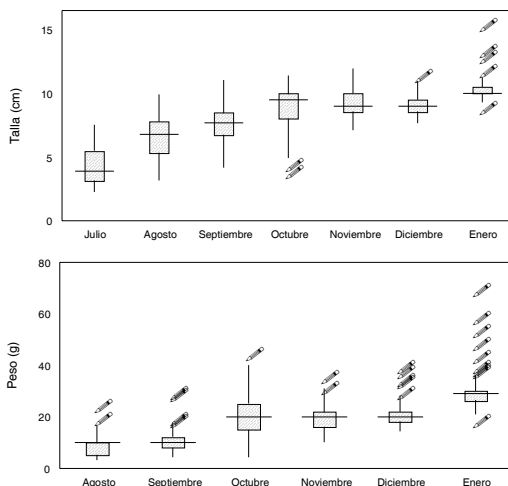 Talla (cm)
15
10
5
0
Julio Agosto Septiembre Octubre Noviembre Diciembre Enero
Peso (g)
80
60
40
20
0
Agosto Septiembre Octubre Noviembre Diciembre Enero